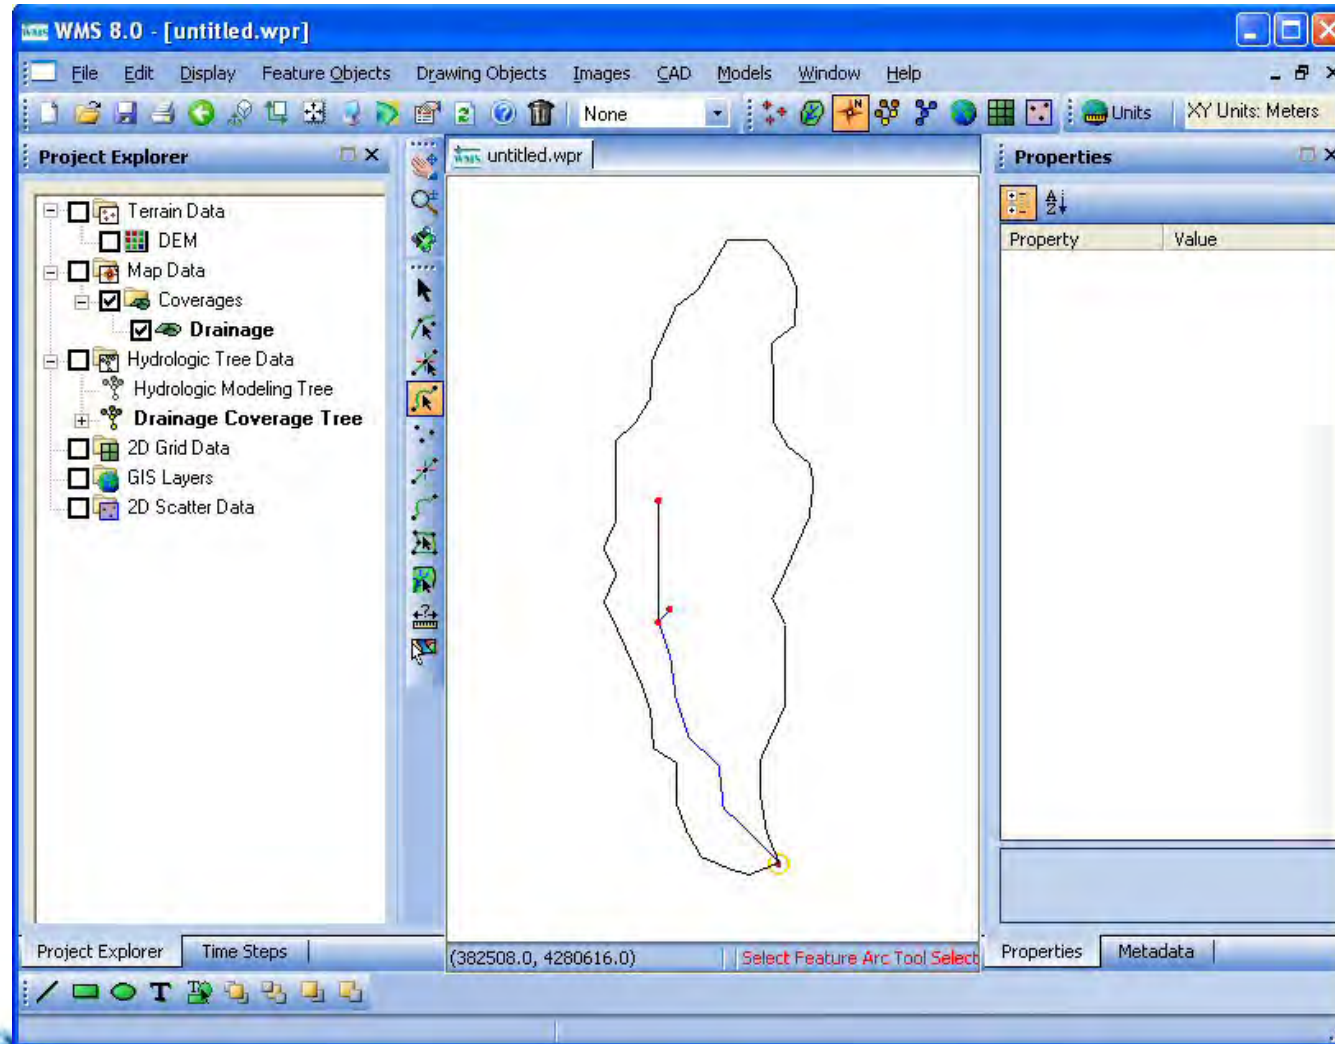 WMS 8.0 - [untitled.wpr]
File Edit Display Feature Objects Drawing Objects Images CAD Models Window Help
None Units XY Units: Meters
Project Explorer
untitled.wpr
Properties
Terrain Data
DEM
Map Data
Coverages
Drainage
Hydrologic Tree Data
Hydrologic Modeling Tree
Drainage Coverage Tree
2D Grid Data
GIS Layers
2D Scatter Data
Property Value
Project Explorer Time Steps
(382508.0, 4280616.0) Select Feature Arc Tool Select
Properties Metadata
T